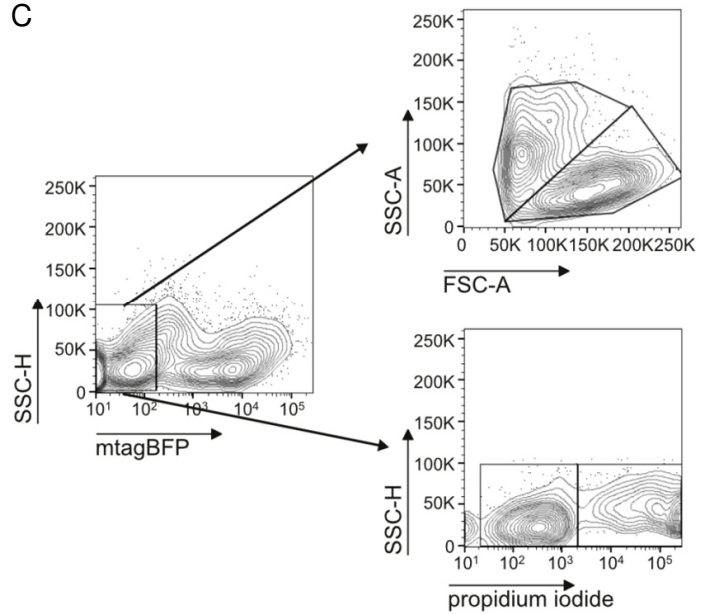 C
250K
200K
150K
100K
50K
0
SSC-A
0 50K 100K 150K 200K 250K
FSC-A
250K
200K
150K
100K
50K
0
SSC-H
10¹ 10² 10³ 10⁴ 10⁵
mtagBFP
250K
200K
150K
100K
50K
0
SSC-H
10¹ 10² 10³ 10⁴ 10⁵
propidium iodide